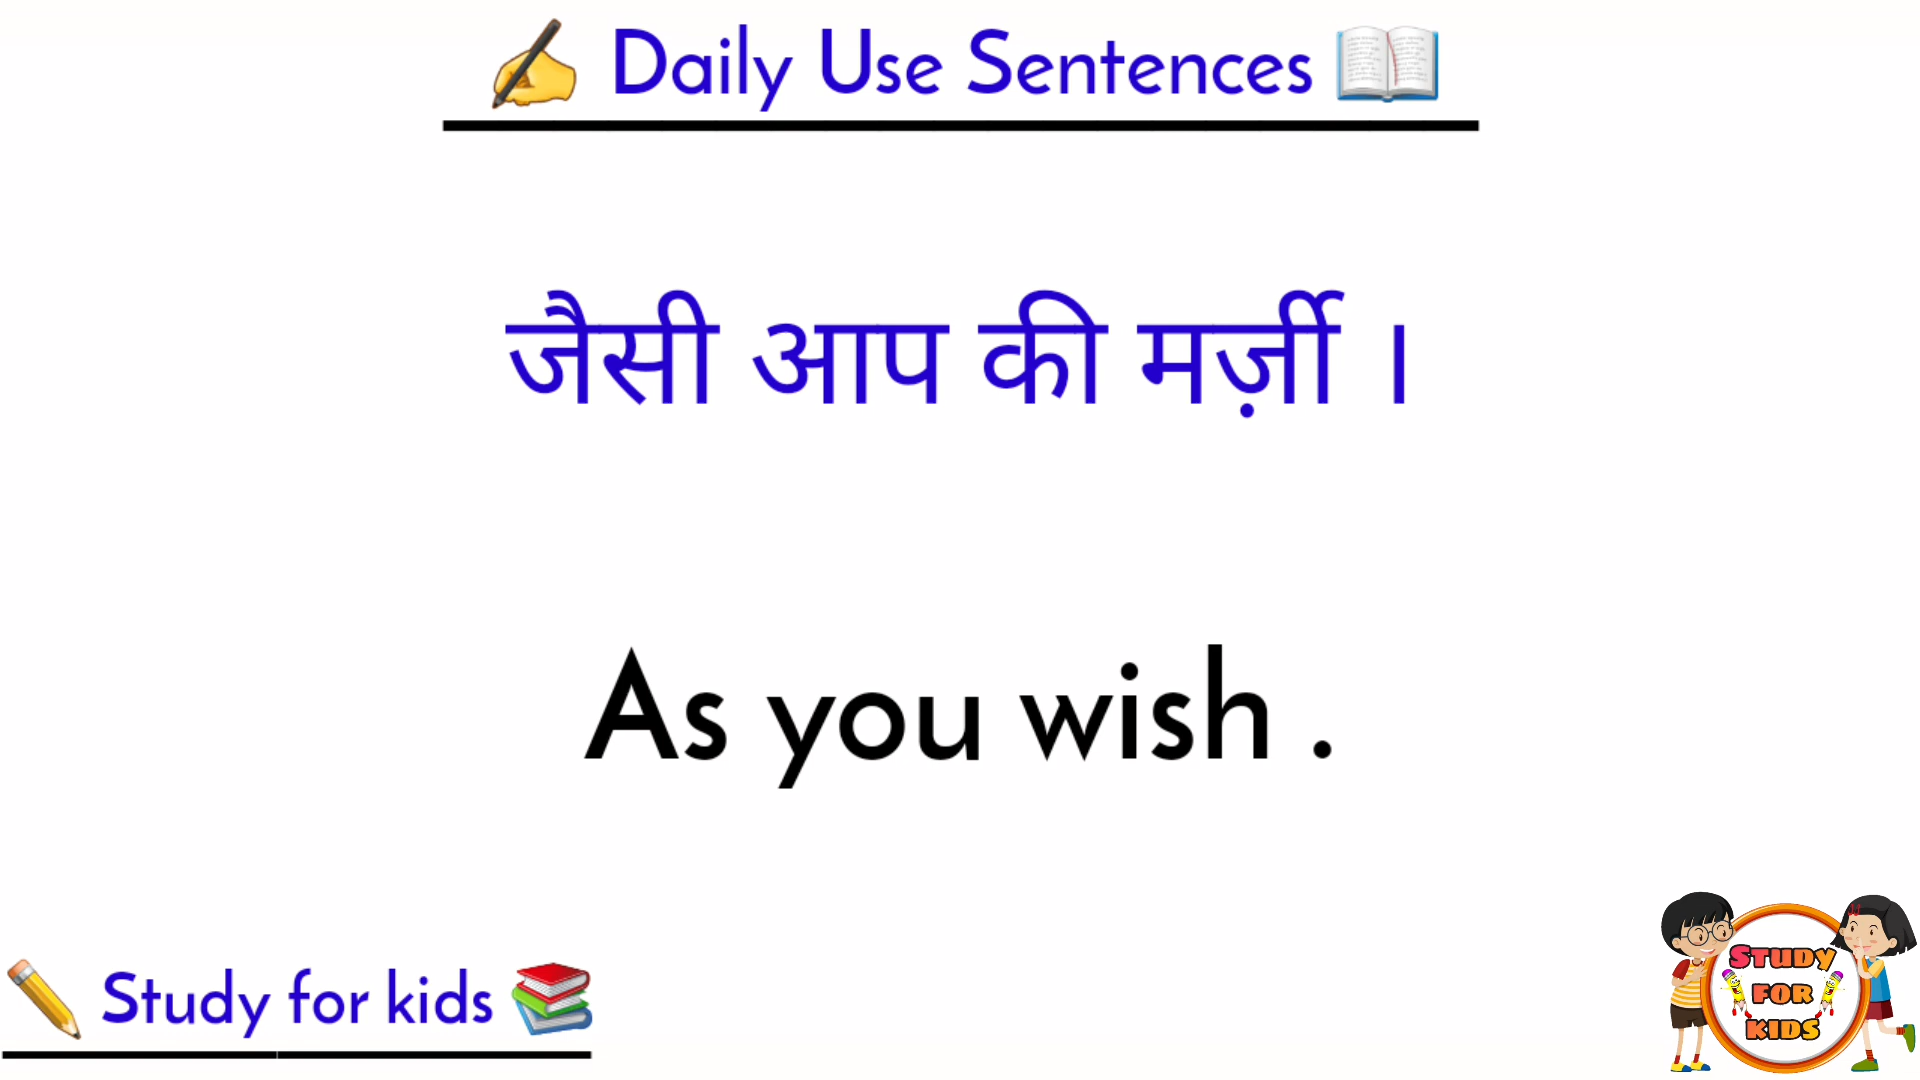 ✍ Daily Use Sentences 📖
जैसी आप की मर्ज़ी ।
As you wish .
✏ Study for kids 📚
STUDY
FOR
KIDS